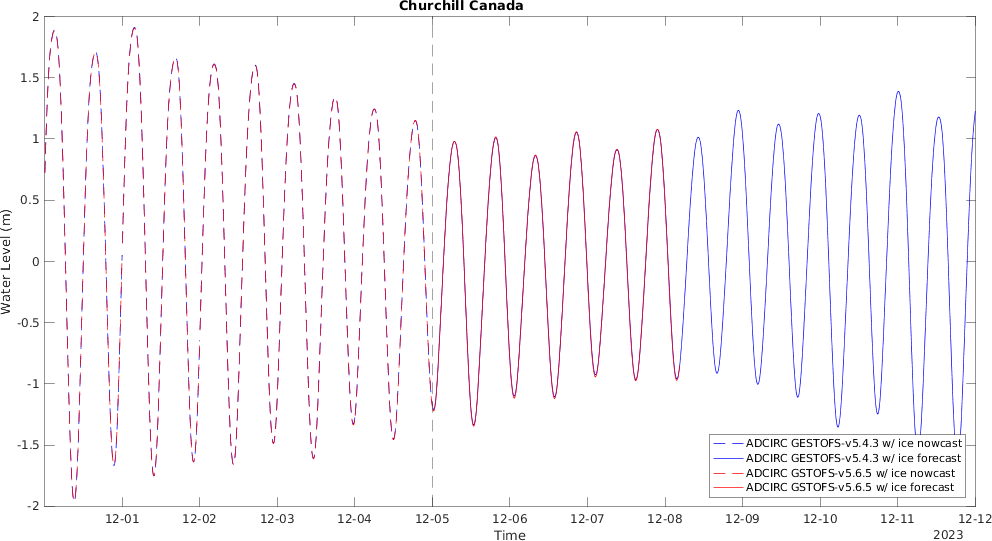 Churchill Canada
2
1.5
1
0.5
0
-0.5
-1
-1.5
-2
Water Level (m)
12-01 12-02 12-03 12-04 12-05 12-06 12-07 12-08 12-09 12-10 12-11 12-12
Time
2023
ADCIRC GESTOFS-v5.4.3 w/ ice nowcast
ADCIRC GESTOFS-v5.4.3 w/ ice forecast
ADCIRC GSTOFS-v5.6.5 w/ ice nowcast
ADCIRC GSTOFS-v5.6.5 w/ ice forecast